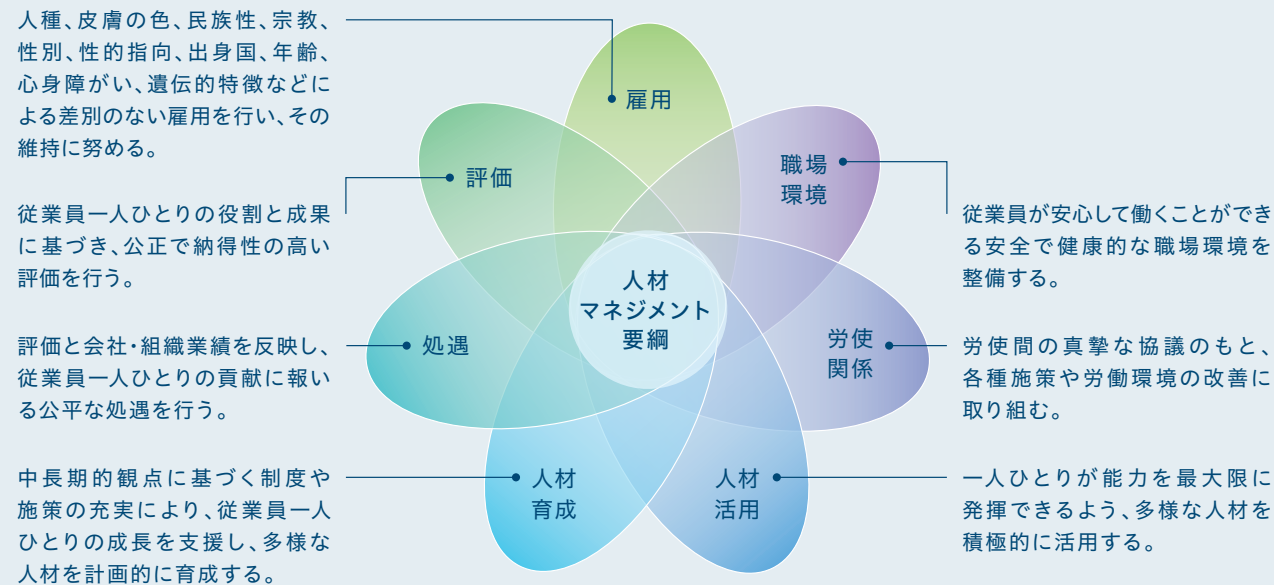 人種、皮膚の色、民族性、宗教、
性別、性的指向、出身国、年齢、
心身障がい、遺伝的特徴などに
よる差別のない雇用を行い、その
維持に努める。
従業員一人ひとりの役割と成果
に基づき、公正で納得性の高い
評価を行う。
評価と会社・組織業績を反映し、
従業員一人ひとりの貢献に報い
る公平な処遇を行う。
中長期的観点に基づく制度や
施策の充実により、従業員一人
ひとりの成長を支援し、多様な
人材を計画的に育成する。
雇用
評価
処遇
人材
育成
人材
マネジメント
要綱
職場
環境
労使
関係
人材
活用
従業員が安心して働くことができ
る安全で健康的な職場環境を
整備する。
労使間の真摯な協議のもと、
各種施策や労働環境の改善に
取り組む。
一人ひとりが能力を最大限に
発揮できるよう、多様な人材を
積極的に活用する。